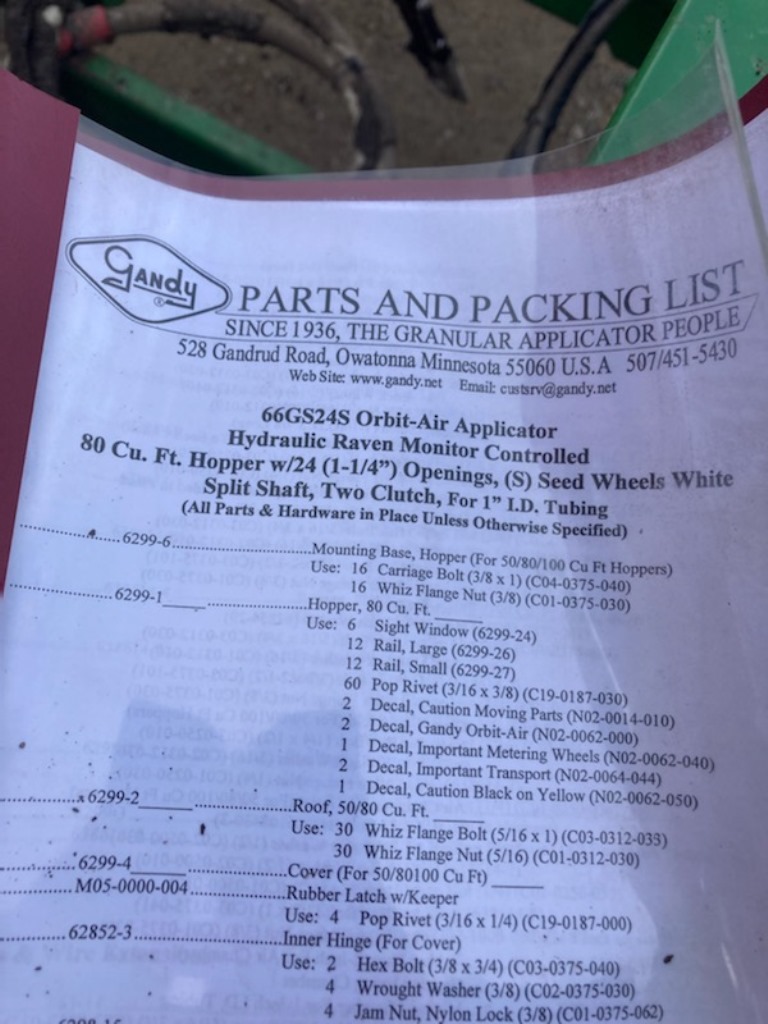 Gandy ®
PARTS AND PACKING LIST
SINCE 1936, THE GRANULAR APPLICATOR PEOPLE
528 Gandrud Road, Owatonna Minnesota 55060 U.S.A 507/451-5430
Web Site: www.gandy.net Email: custsrv@gandy.net
66GS24S Orbit-Air Applicator
Hydraulic Raven Monitor Controlled
80 Cu. Ft. Hopper w/24 (1-1/4”) Openings, (S) Seed Wheels White
Split Shaft, Two Clutch, For 1” I.D. Tubing
(All Parts & Hardware in Place Unless Otherwise Specified)
6299-6 Mounting Base, Hopper (For 50/80/100 Cu Ft Hoppers)
Use: 16 Carriage Bolt (3/8 x 1) (C04-0375-040)
16 Whiz Flange Nut (3/8) (C01-0375-030)
6299-1 Hopper, 80 Cu. Ft.
Use: 6 Sight Window (6299-24)
12 Rail, Large (6299-26)
12 Rail, Small (6299-27)
60 Pop Rivet (3/16 x 3/8) (C19-0187-030)
2 Decal, Caution Moving Parts (N02-0014-010)
2 Decal, Gandy Orbit-Air (N02-0062-000)
1 Decal, Important Metering Wheels (N02-0062-040)
2 Decal, Important Transport (N02-0064-044)
1 Decal, Caution Black on Yellow (N02-0062-050)
6299-2 Roof, 50/80 Cu. Ft.
Use: 30 Whiz Flange Bolt (5/16 x 1) (C03-0312-033)
30 Whiz Flange Nut (5/16) (C01-0312-030)
6299-4 Cover (For 50/80100 Cu Ft)
M05-0000-004 Rubber Latch w/Keeper
Use: 4 Pop Rivet (3/16 x 1/4) (C19-0187-000)
62852-3 Inner Hinge (For Cover)
Use: 2 Hex Bolt (3/8 x 3/4) (C03-0375-040)
4 Wrought Washer (3/8) (C02-0375-030)
4 Jam Nut, Nylon Lock (3/8) (C01-0375-062)